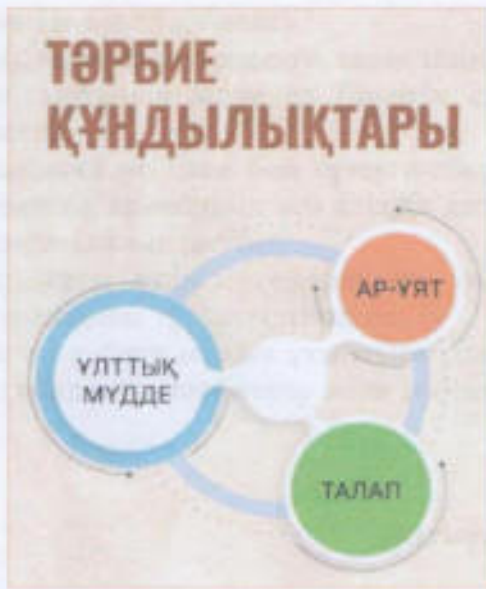 ТӘРБИЕ
ҚҰНДЫЛЫҚТАРЫ
АР-ҰЯТ
ҰЛТТЫҚ
МҮДДЕ
ТАЛАП